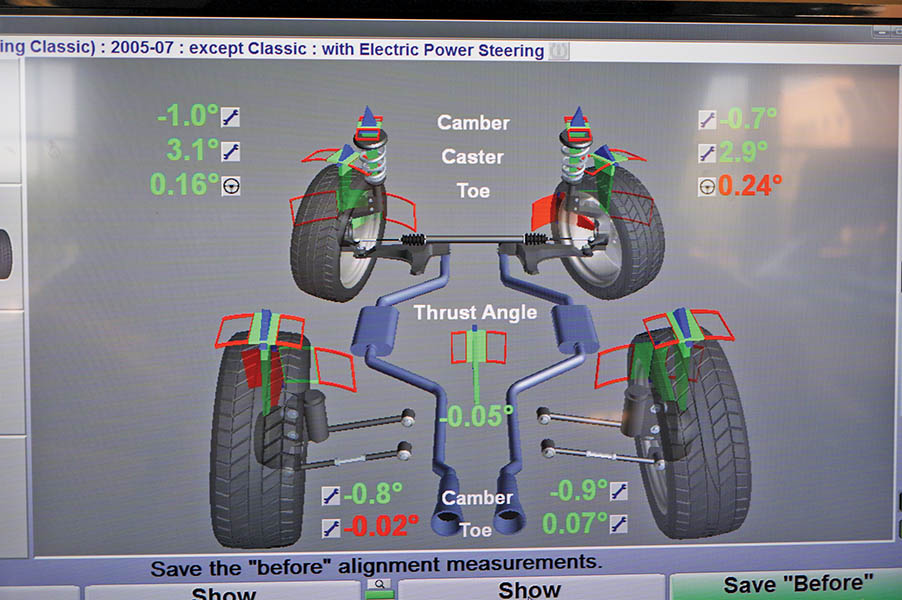 ing Classic) : 2005-07 : except Classic : with Electric Power Steering
-1.0° Camber -0.7°
3.1° Caster 2.9°
0.16° Toe 0.24°
Thrust Angle
-0.05°
-0.8° Camber -0.9°
-0.02° Toe 0.07°
Save the "before" alignment measurements.
Show Show Save "Before"